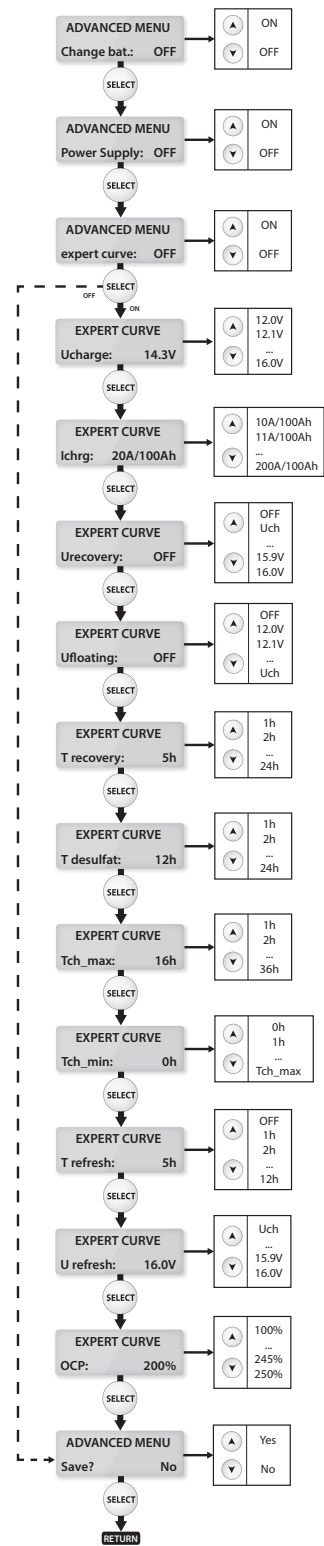 ADVANCED MENU
Change bat.: OFF
ON
OFF
SELECT
ADVANCED MENU
Power Supply: OFF
ON
OFF
SELECT
ADVANCED MENU
expert curve: OFF
ON
OFF
SELECT
OFF
ON
EXPERT CURVE
Ucharge: 14.3V
12.0V
12.1V
...
16.0V
SELECT
EXPERT CURVE
Ichrg: 20A/100Ah
10A/100Ah
11A/100Ah
...
200A/100Ah
SELECT
EXPERT CURVE
Urecovery: OFF
OFF
Uch
...
15.9V
16.0V
SELECT
EXPERT CURVE
Ufloating: OFF
OFF
12.0V
12.1V
...
Uch
SELECT
EXPERT CURVE
T recovery: 5h
1h
2h
...
24h
SELECT
EXPERT CURVE
T desulfat: 12h
1h
2h
...
24h
SELECT
EXPERT CURVE
Tch_max: 16h
1h
2h
...
36h
SELECT
EXPERT CURVE
Tch_min: 0h
0h
1h
...
Tch_max
SELECT
EXPERT CURVE
T refresh: 5h
OFF
1h
2h
...
12h
SELECT
EXPERT CURVE
U refresh: 16.0V
Uch
...
15.9V
16.0V
SELECT
EXPERT CURVE
OCP: 200%
100%
...
245%
250%
SELECT
ADVANCED MENU
Save? No
Yes
No
SELECT
RETURN